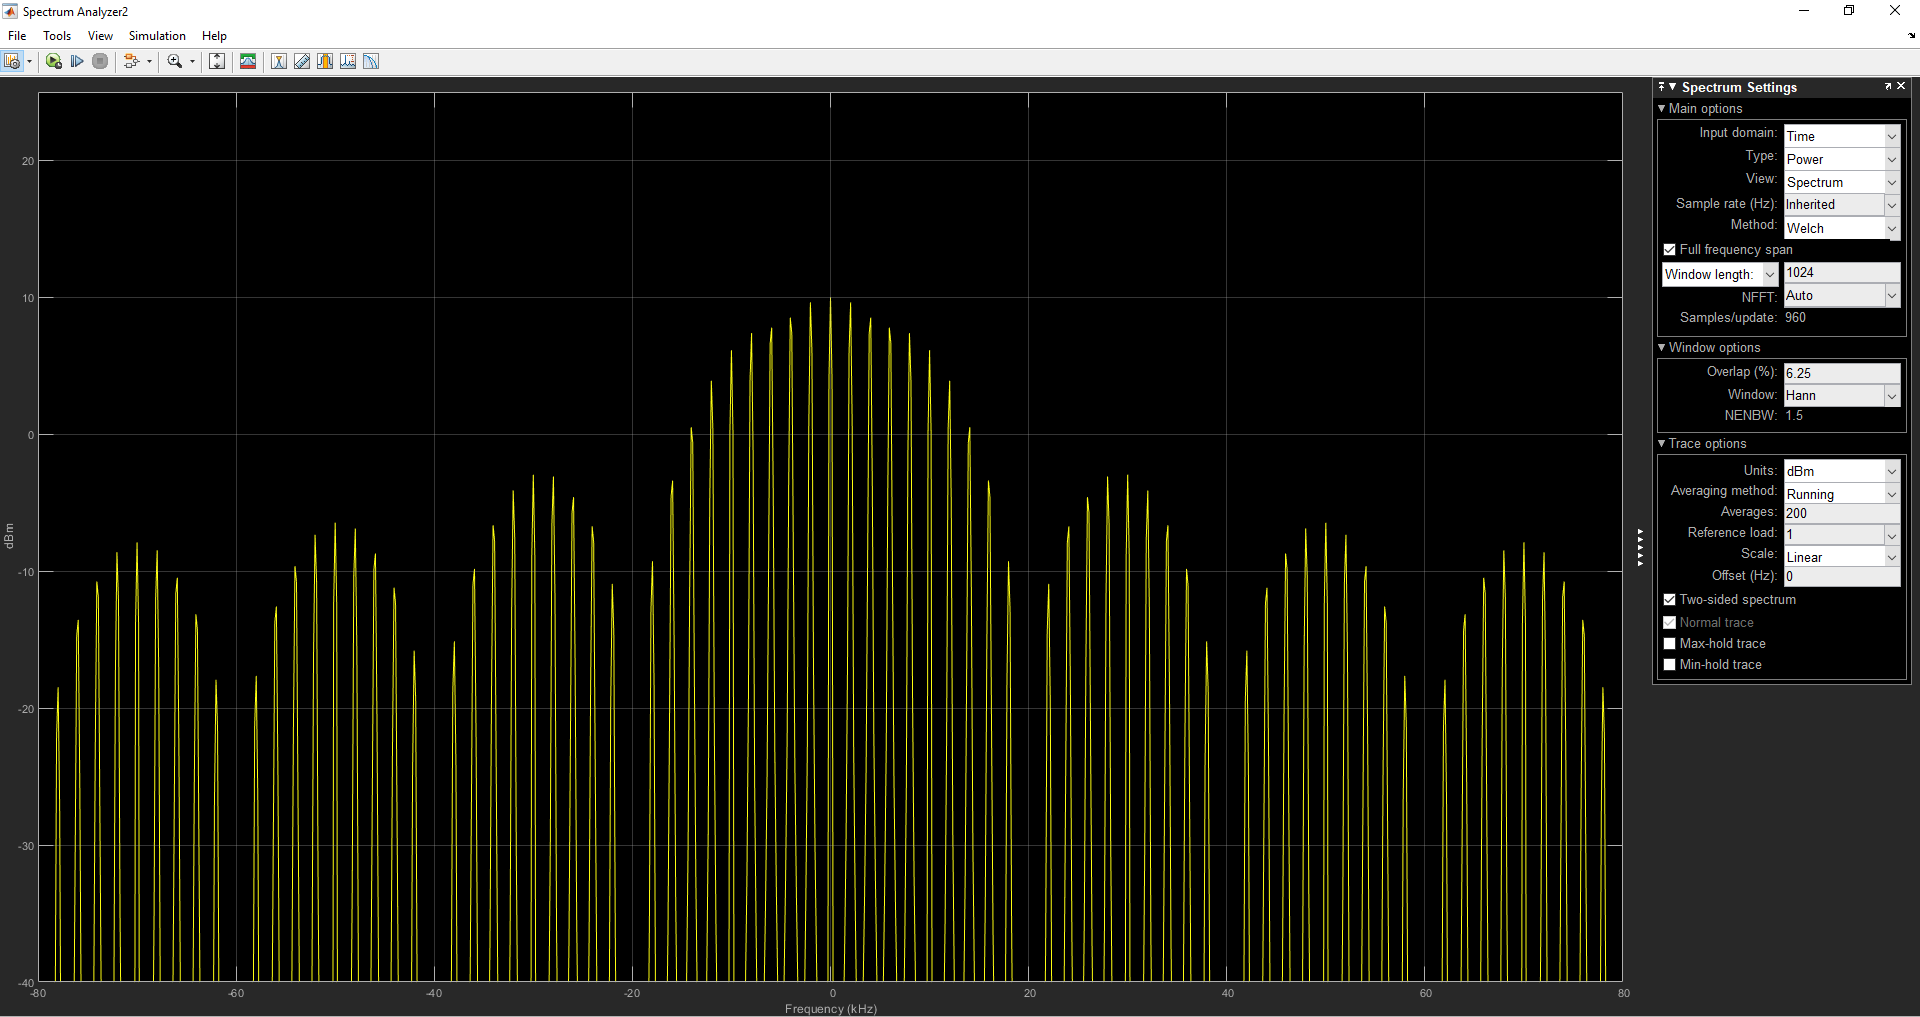 Spectrum Analyzer2
File Tools View Simulation Help
20
10
0
-10
-20
-30
-40
dBm
-80 -60 -40 -20 0 20 40 60 80
Frequency (kHz)
Spectrum Settings
Main options
Input domain: Time
Type: Power
View: Spectrum
Sample rate (Hz): Inherited
Method: Welch
Full frequency span
Window length: 1024
NFFT: Auto
Samples/update: 960
Window options
Overlap (%): 6.25
Window: Hann
NENBW: 1.5
Trace options
Units: dBm
Averaging method: Running
Averages: 200
Reference load: 1
Scale: Linear
Offset (Hz): 0
Two-sided spectrum
Normal trace
Max-hold trace
Min-hold trace